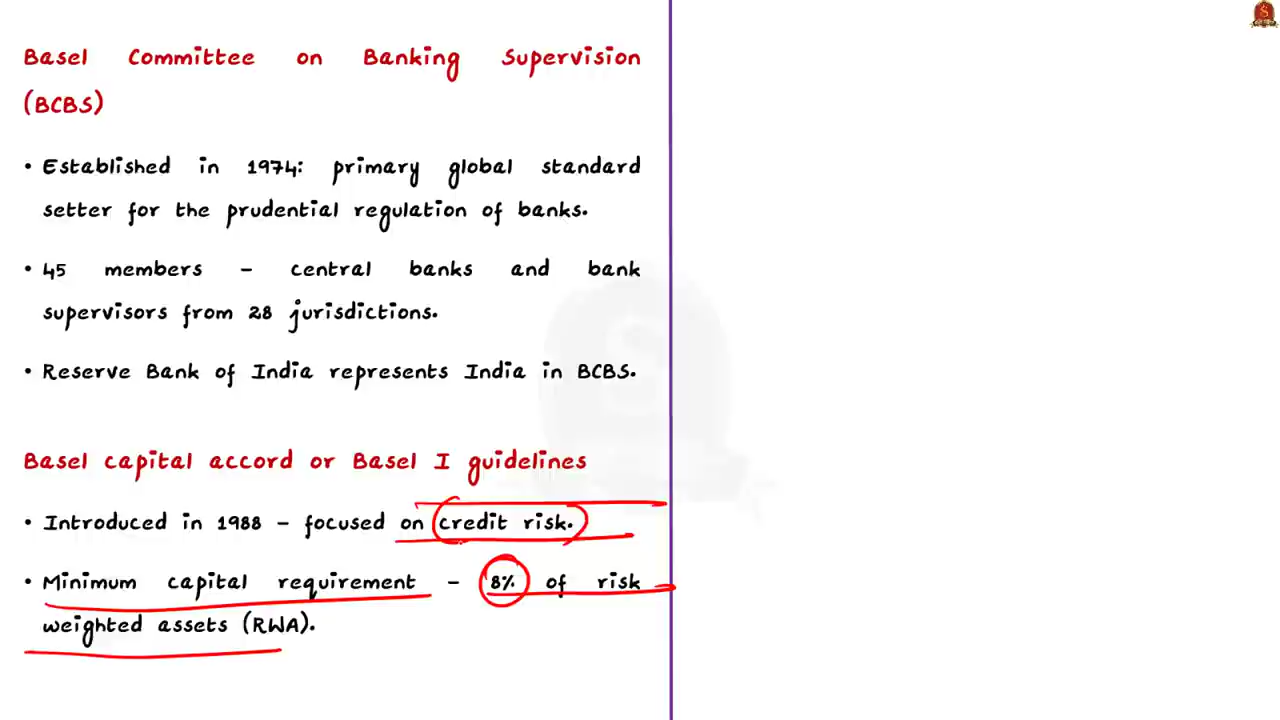 Basel Committee on Banking Supervision
(BCBS)
• Established in 1974: primary global standard
setter for the prudential regulation of banks.
• 45 members – central banks and bank
supervisors from 28 jurisdictions.
• Reserve Bank of India represents India in BCBS.
Basel capital accord or Basel I guidelines
• Introduced in 1988 – focused on credit risk.
• Minimum capital requirement – 8% of risk
weighted assets (RWA).